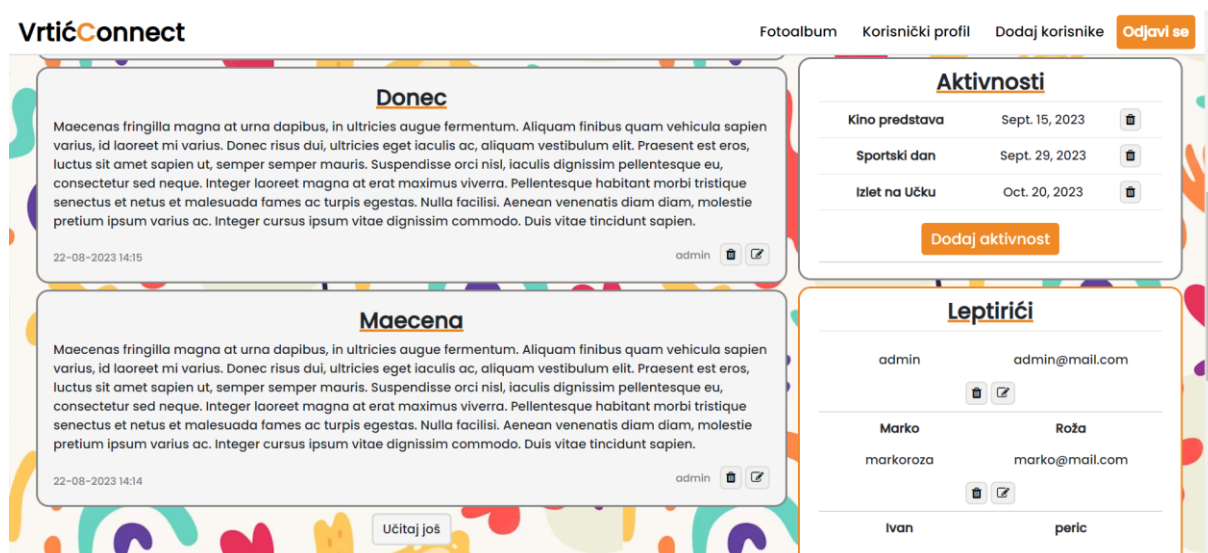 VrtićConnect
Fotoalbum Korisnički profil Dodaj korisnike Odjavi se
Donec
Maecenas fringilla magna at urna dapibus, in ultricies augue fermentum. Aliquam finibus quam vehicula sapien
varius, id laoreet mi varius. Donec risus dui, ultricies eget iaculis ac, aliquam vestibulum elit. Praesent est eros,
luctus sit amet sapien ut, semper semper mauris. Suspendisse orci nisl, iaculis dignissim pellentesque eu,
consectetur sed neque. Integer laoreet magna at erat maximus viverra. Pellentesque habitant morbi tristique
senectus et netus et malesuada fames ac turpis egestas. Nulla facilisi. Aenean venenatis diam diam, molestie
pretium ipsum varius ac. Integer cursus ipsum vitae dignissim commodo. Duis vitae tincidunt sapien.
22-08-2023 14:15 admin
Maecena
Maecenas fringilla magna at urna dapibus, in ultricies augue fermentum. Aliquam finibus quam vehicula sapien
varius, id laoreet mi varius. Donec risus dui, ultricies eget iaculis ac, aliquam vestibulum elit. Praesent est eros,
luctus sit amet sapien ut, semper semper mauris. Suspendisse orci nisl, iaculis dignissim pellentesque eu,
consectetur sed neque. Integer laoreet magna at erat maximus viverra. Pellentesque habitant morbi tristique
senectus et netus et malesuada fames ac turpis egestas. Nulla facilisi. Aenean venenatis diam diam, molestie
pretium ipsum varius ac. Integer cursus ipsum vitae dignissim commodo. Duis vitae tincidunt sapien.
22-08-2023 14:14 admin
Učitaj još
Aktivnosti
Kino predstava Sept. 15, 2023
Sportski dan Sept. 29, 2023
Izlet na Učku Oct. 20, 2023
Dodaj aktivnost
Leptirići
admin admin@mail.com
Marko Roža
markoroza marko@mail.com
Ivan peric